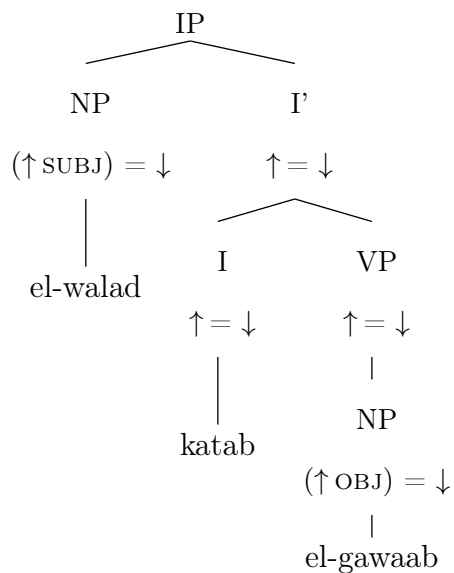 IP
NP I'
(↑ SUBJ) = ↓ ↑ = ↓
el-walad
I VP
↑ = ↓ ↑ = ↓
katab
NP
(↑ OBJ) = ↓
el-gawaab